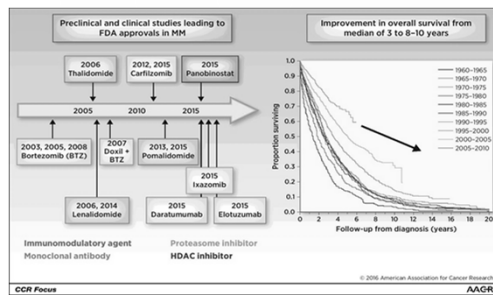 Preclinical and clinical studies leading to
FDA approvals in MM
2006
Thalidomide
2012, 2015
Carfilzomib
2015
Panobinostat
2005
2010
2015
2003, 2005, 2008
Bortezomib (BTZ)
2007
Doxil +
BTZ
2013, 2015
Pomalidomide
2015
Ixazomib
2006, 2014
Lenalidomide
2015
Daratumumab
2015
Elotuzumab
Immunomodulatory agent
Monoclonal antibody
Proteasome inhibitor
HDAC inhibitor
Improvement in overall survival from
median of 3 to 8–10 years
Proportion surviving
1.0
0.9
0.8
0.7
0.6
0.5
0.4
0.3
0.2
0.1
0.0
0 2 4 6 8 10 12 14 16 18 20
Follow-up from diagnosis (years)
1960–1965
1965–1970
1970–1975
1975–1980
1980–1985
1985–1990
1990–1995
1995–2000
2000–2005
2005–2010
© 2016 American Association for Cancer Research
CCR Focus
AACR